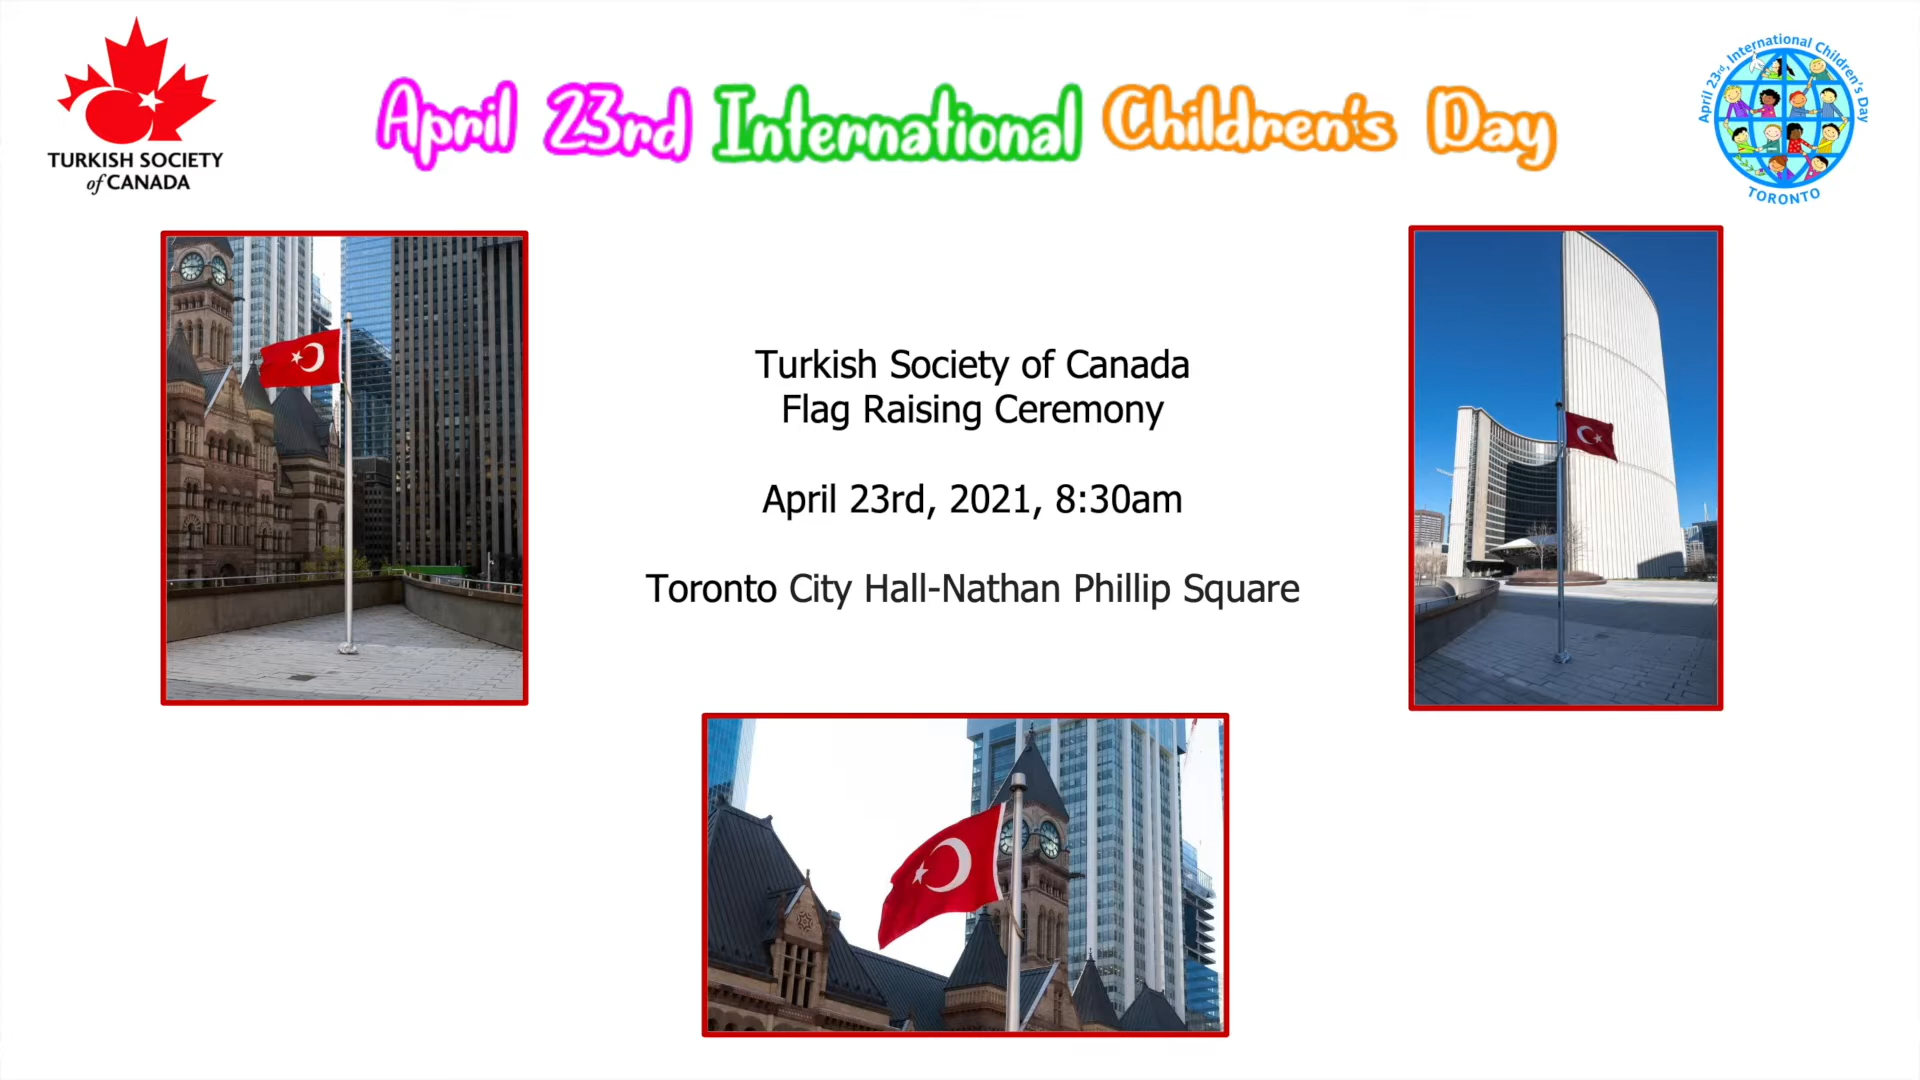 TURKISH SOCIETY
of CANADA
April 23rd International Children's Day
April 23rd, International Children's Day
TORONTO
Turkish Society of Canada
Flag Raising Ceremony
April 23rd, 2021, 8:30am
Toronto City Hall-Nathan Phillip Square